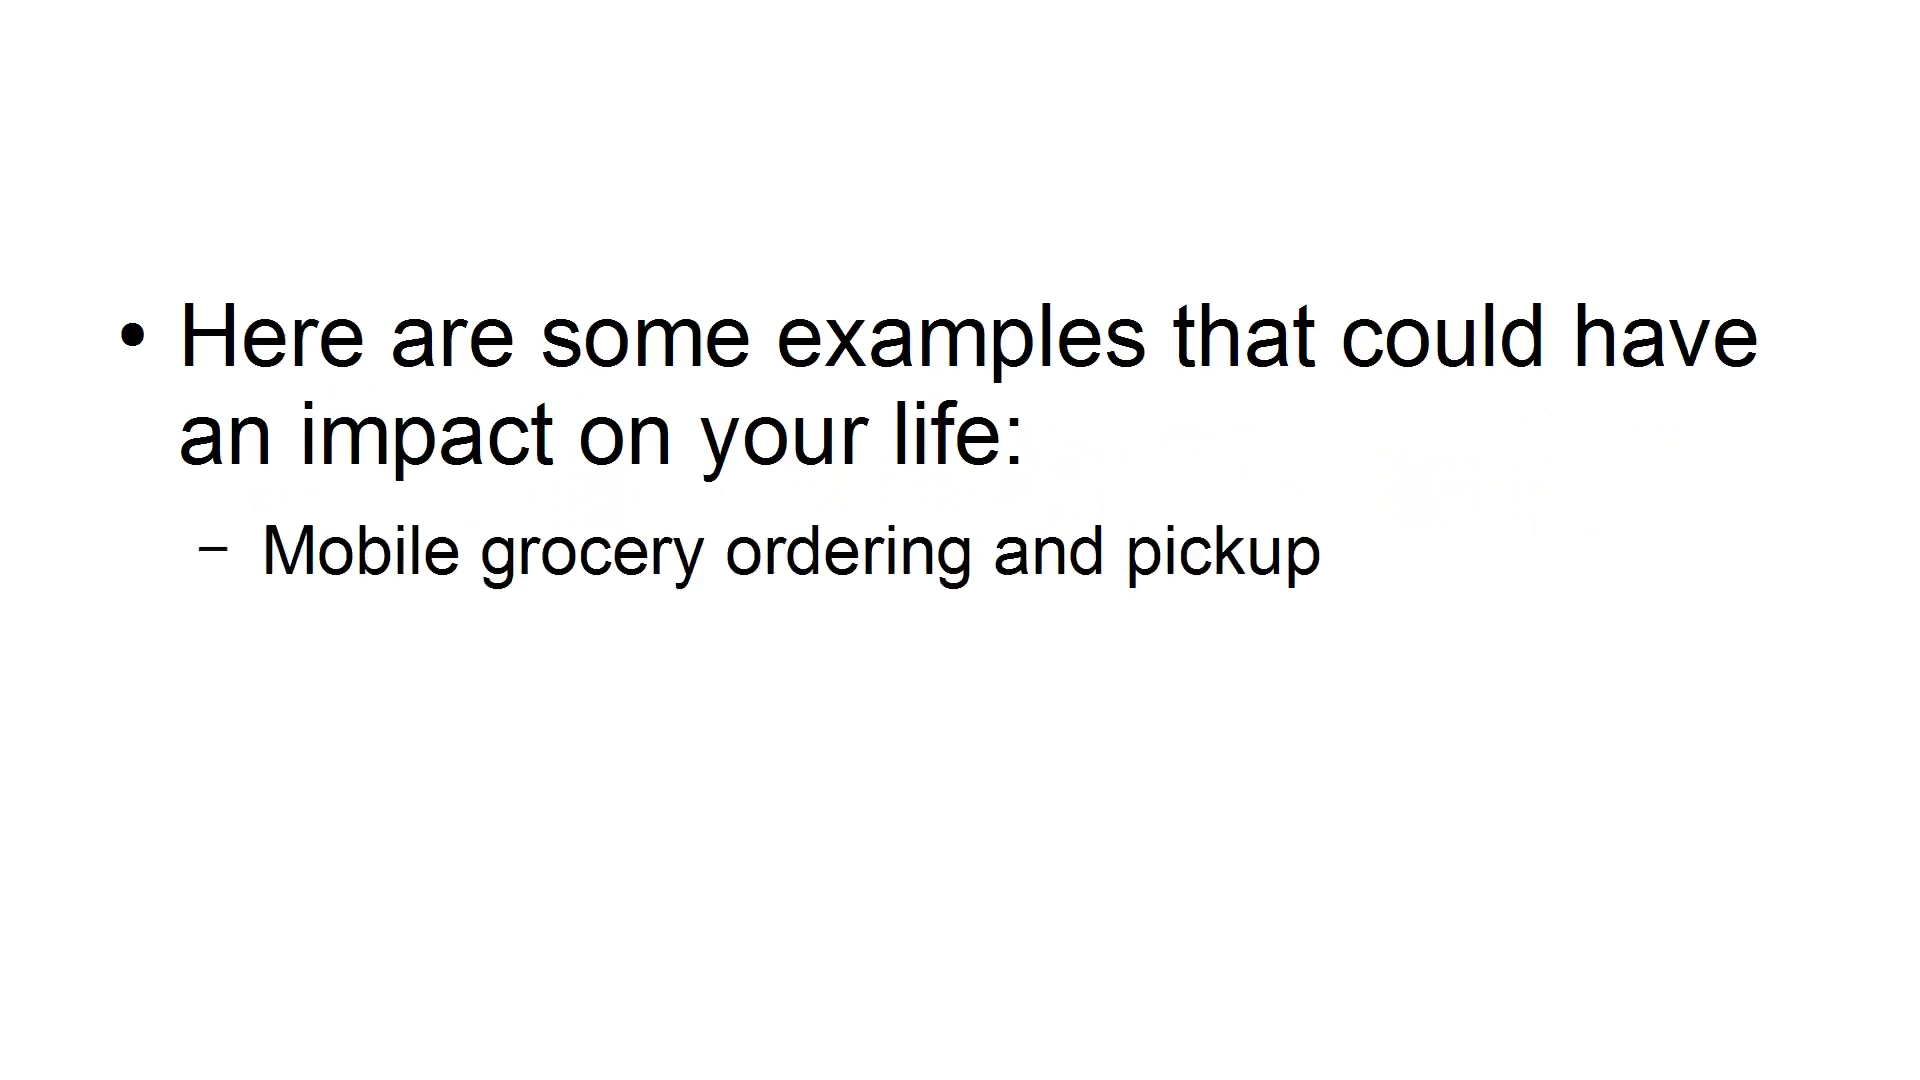 • Here are some examples that could have
an impact on your life:
– Mobile grocery ordering and pickup